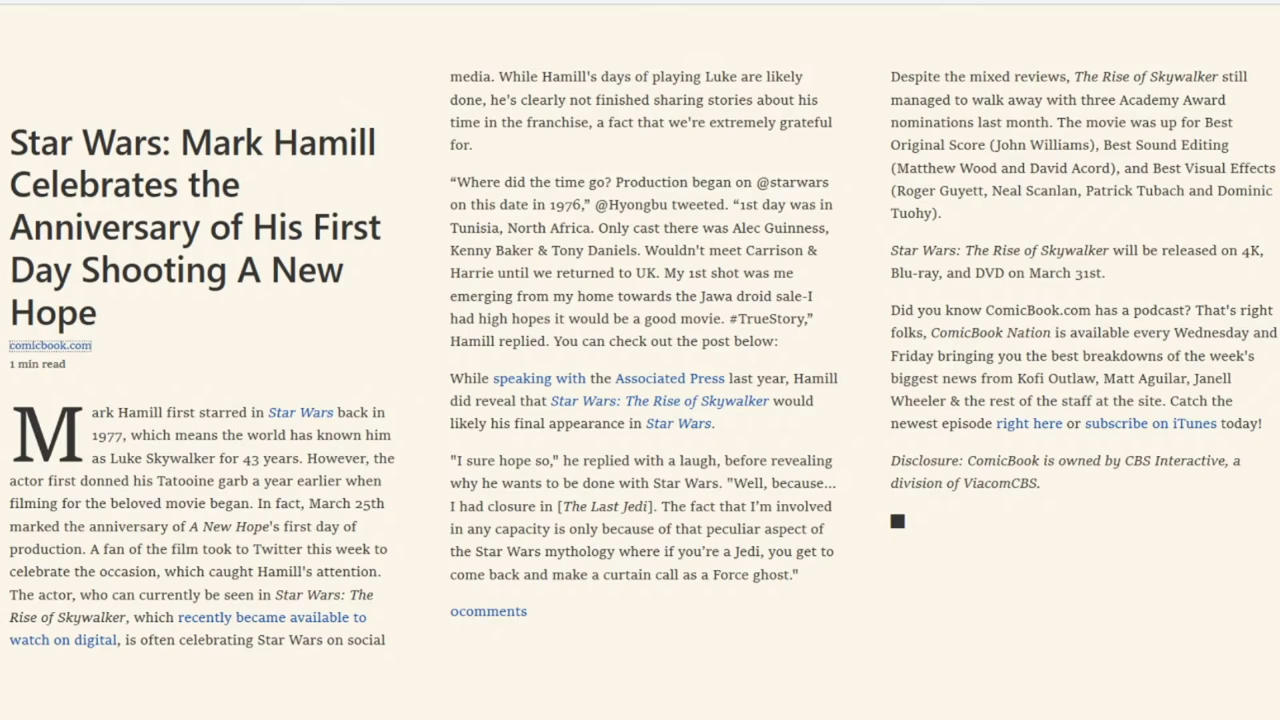 Star Wars: Mark Hamill
Celebrates the
Anniversary of His First
Day Shooting A New
Hope
comicbook.com
1 min read
Mark Hamill first starred in Star Wars back in
1977, which means the world has known him
as Luke Skywalker for 43 years. However, the
actor first donned his Tatooine garb a year earlier when
filming for the beloved movie began. In fact, March 25th
marked the anniversary of A New Hope's first day of
production. A fan of the film took to Twitter this week to
celebrate the occasion, which caught Hamill's attention.
The actor, who can currently be seen in Star Wars: The
Rise of Skywalker, which recently became available to
watch on digital, is often celebrating Star Wars on social
media. While Hamill's days of playing Luke are likely
done, he's clearly not finished sharing stories about his
time in the franchise, a fact that we're extremely grateful
for.
“Where did the time go? Production began on @starwars
on this date in 1976,” @Hyongbu tweeted. “1st day was in
Tunisia, North Africa. Only cast there was Alec Guinness,
Kenny Baker & Tony Daniels. Wouldn't meet Carrison &
Harrie until we returned to UK. My 1st shot was me
emerging from my home towards the Jawa droid sale-I
had high hopes it would be a good movie. #TrueStory,”
Hamill replied. You can check out the post below:
While speaking with the Associated Press last year, Hamill
did reveal that Star Wars: The Rise of Skywalker would
likely his final appearance in Star Wars.
"I sure hope so," he replied with a laugh, before revealing
why he wants to be done with Star Wars. "Well, because...
I had closure in [The Last Jedi]. The fact that I’m involved
in any capacity is only because of that peculiar aspect of
the Star Wars mythology where if you’re a Jedi, you get to
come back and make a curtain call as a Force ghost."
0comments
Despite the mixed reviews, The Rise of Skywalker still
managed to walk away with three Academy Award
nominations last month. The movie was up for Best
Original Score (John Williams), Best Sound Editing
(Matthew Wood and David Acord), and Best Visual Effects
(Roger Guyett, Neal Scanlan, Patrick Tubach and Dominic
Tuohy).
Star Wars: The Rise of Skywalker will be released on 4K,
Blu-ray, and DVD on March 31st.
Did you know ComicBook.com has a podcast? That's right
folks, ComicBook Nation is available every Wednesday and
Friday bringing you the best breakdowns of the week's
biggest news from Kofi Outlaw, Matt Aguilar, Janell
Wheeler & the rest of the staff at the site. Catch the
newest episode right here or subscribe on iTunes today!
Disclosure: ComicBook is owned by CBS Interactive, a
division of ViacomCBS.